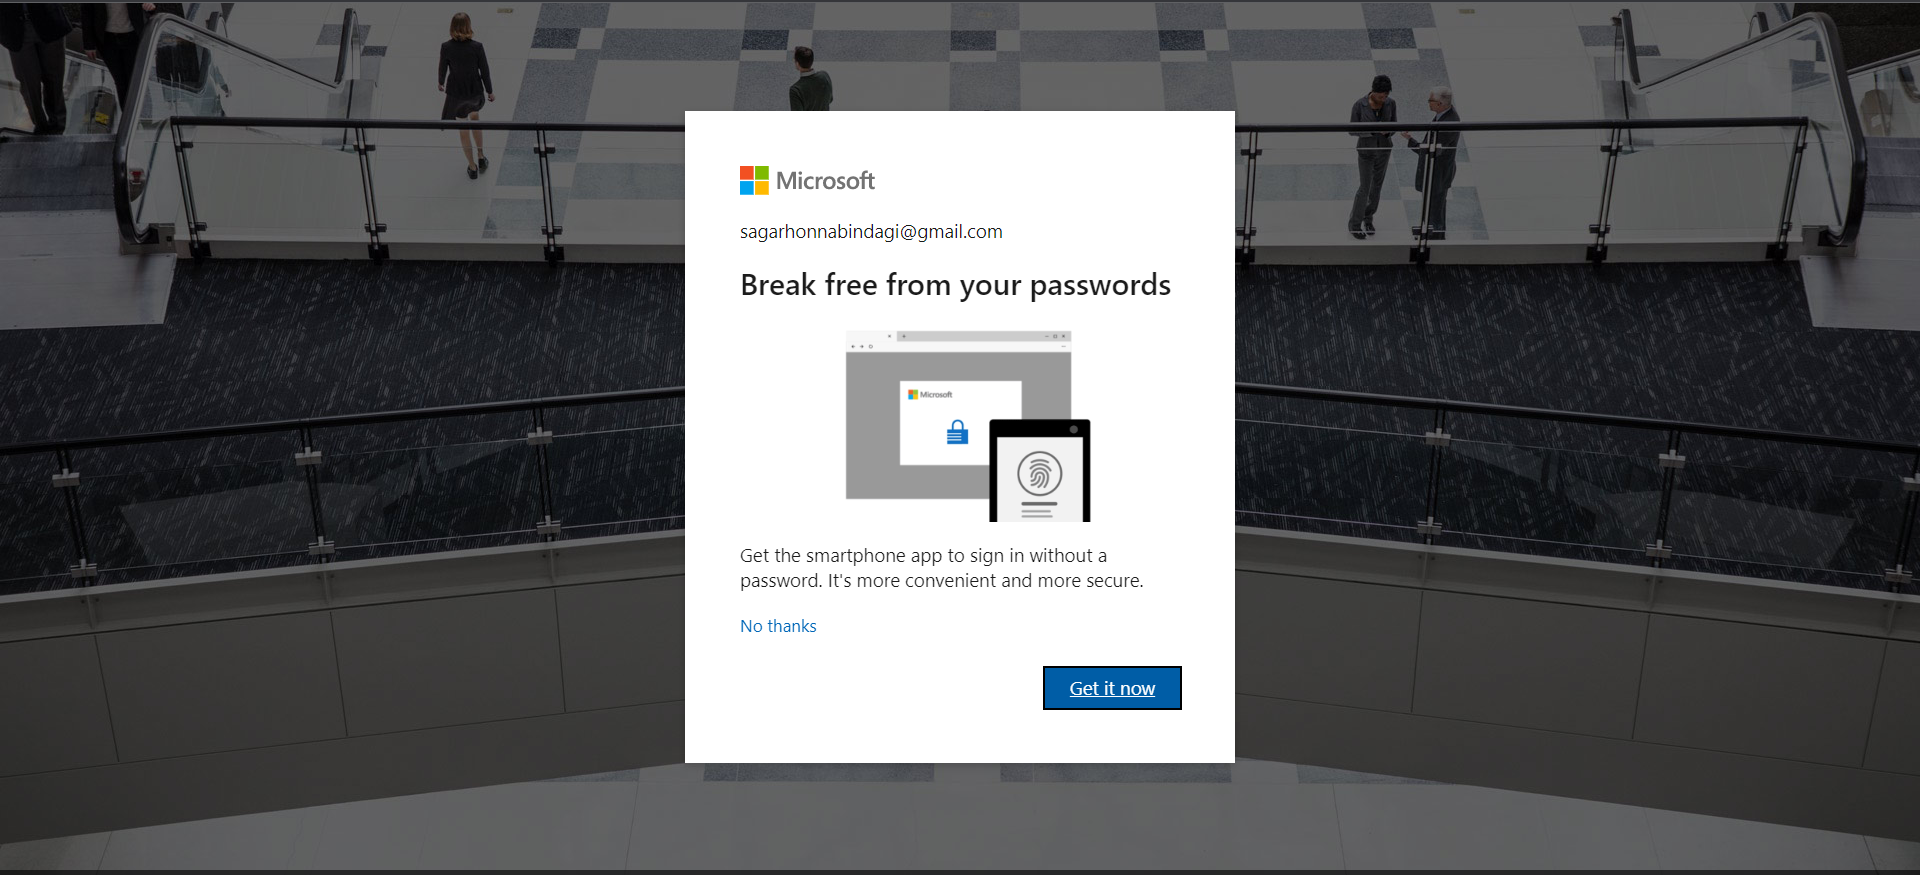 Microsoft
sagarhonnabindagi@gmail.com
Break free from your passwords
Microsoft
Get the smartphone app to sign in without a
password. It's more convenient and more secure.
No thanks
Get it now